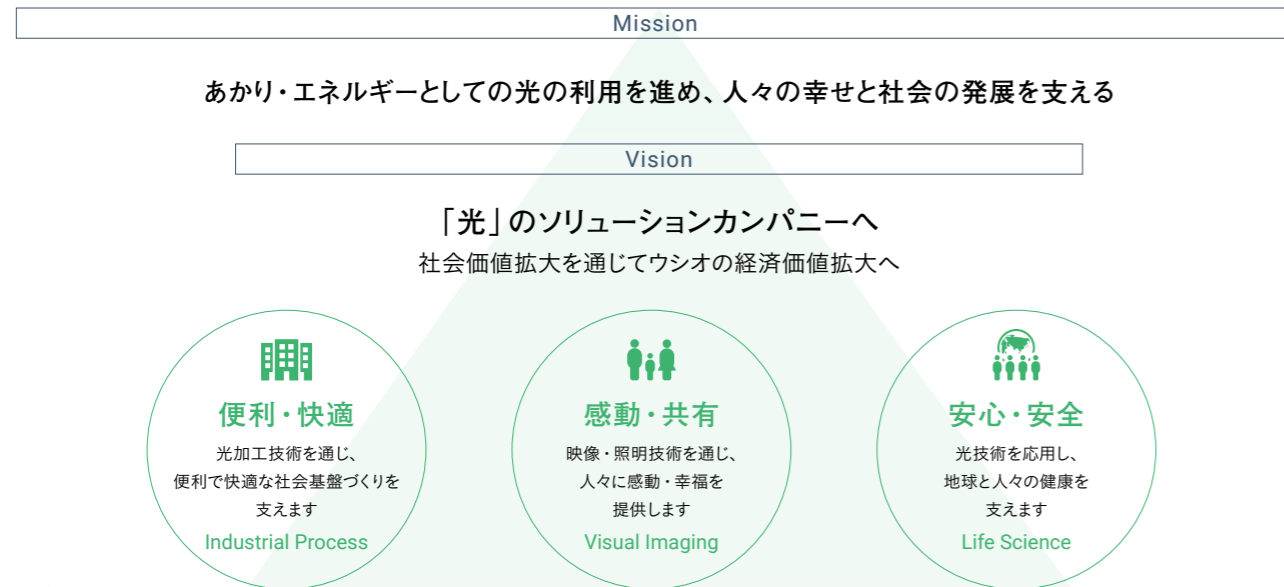 Mission
あかり・エネルギーとしての光の利用を進め、人々の幸せと社会の発展を支える
Vision
「光」のソリューションカンパニーへ
社会価値拡大を通じてウシオの経済価値拡大へ
便利・快適
光加工技術を通じ、
便利で快適な社会基盤づくりを
支えます
Industrial Process
感動・共有
映像・照明技術を通じ、
人々に感動・幸福を
提供します
Visual Imaging
安心・安全
光技術を応用し、
地球と人々の健康を
支えます
Life Science